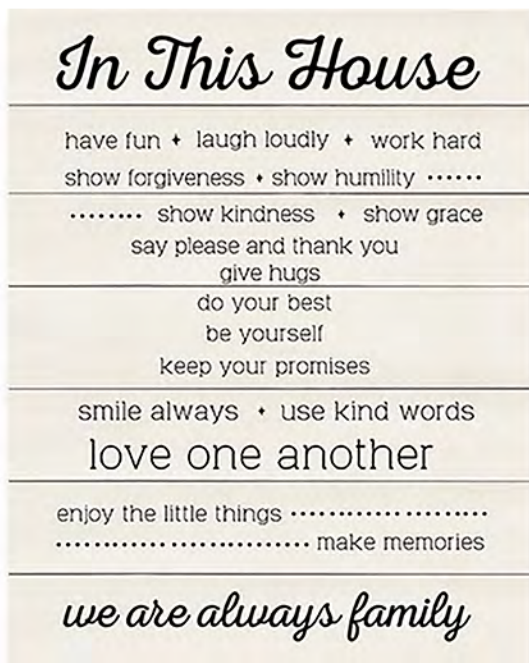 In This House
have fun ✦ laugh loudly ✦ work hard
show forgiveness ✦ show humility ······
········ show kindness ✦ show grace
say please and thank you
give hugs
do your best
be yourself
keep your promises
smile always ✦ use kind words
love one another
enjoy the little things ······················
···························· make memories
we are always family